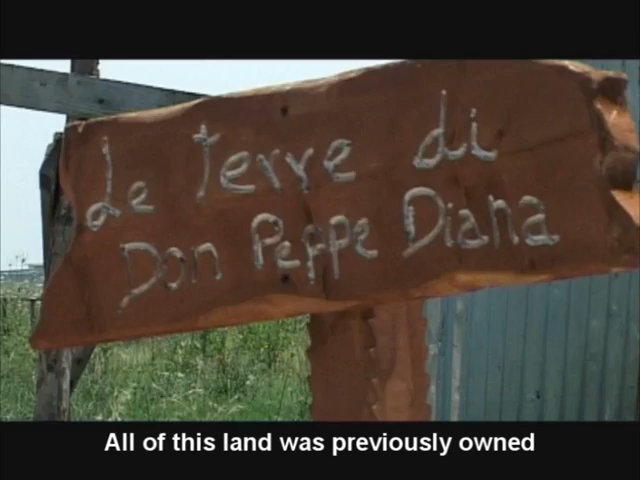 Le terre di
Don Peppe Diana
All of this land was previously owned